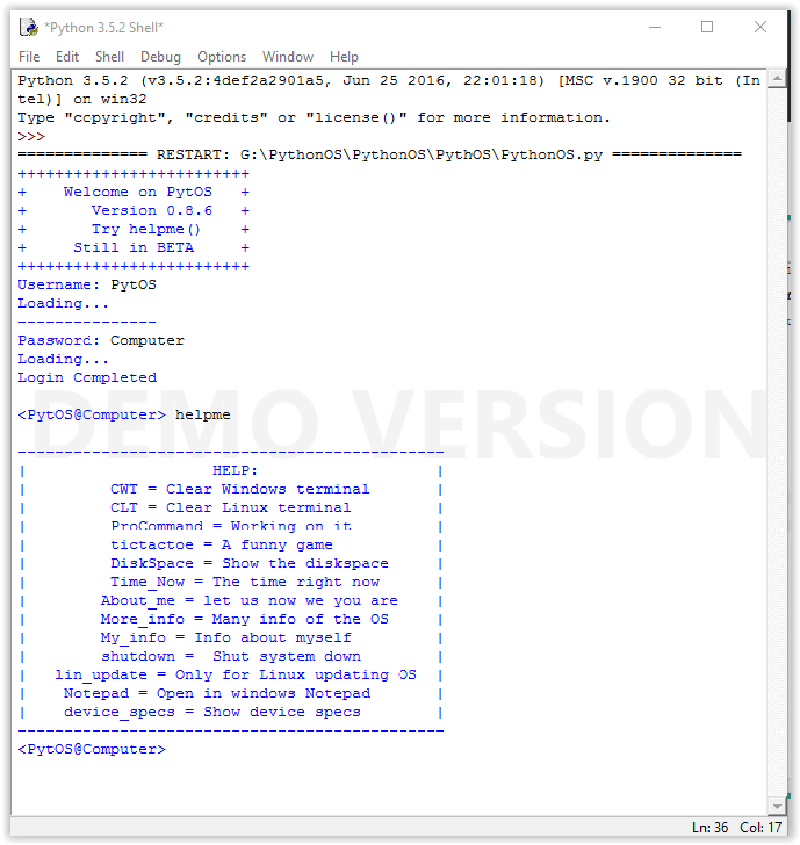 *Python 3.5.2 Shell*
File Edit Shell Debug Options Window Help
Python 3.5.2 (v3.5.2:4def2a2901a5, Jun 25 2016, 22:01:18) [MSC v.1900 32 bit (In
tel)] on win32
Type "copyright", "credits" or "license()" for more information.
>>>
============== RESTART: G:\PythonOS\PythonOS\PythOS\PythonOS.py ==============
+++++++++++++++++++++++++
+    Welcome on PytOS   +
+       Version 0.8.6   +
+       Try helpme()    +
+     Still in BETA     +
+++++++++++++++++++++++++
Username: PytOS
Loading...
---------------
Password: Computer
Loading...
Login Completed
<PytOS@Computer> helpme
DEMO VERSION
----------------------------------------------
|                    HELP:                   |
|         CWT = Clear Windows terminal       |
|         CLT = Clear Linux terminal         |
|         ProCommand = Working on it         |
|         tictactoe = A funny game           |
|         DiskSpace = Show the diskspace     |
|         Time_Now = The time right now      |
|        About_me = let us now we you are    |
|        More_info = Many info of the OS     |
|        My_info = Info about myself         |
|        shutdown =  Shut system down        |
|   lin_update = Only for Linux updating OS  |
|    Notepad = Open in windows Notepad       |
|    device_specs = Show device specs        |
----------------------------------------------
<PytOS@Computer>
Ln: 36 Col: 17